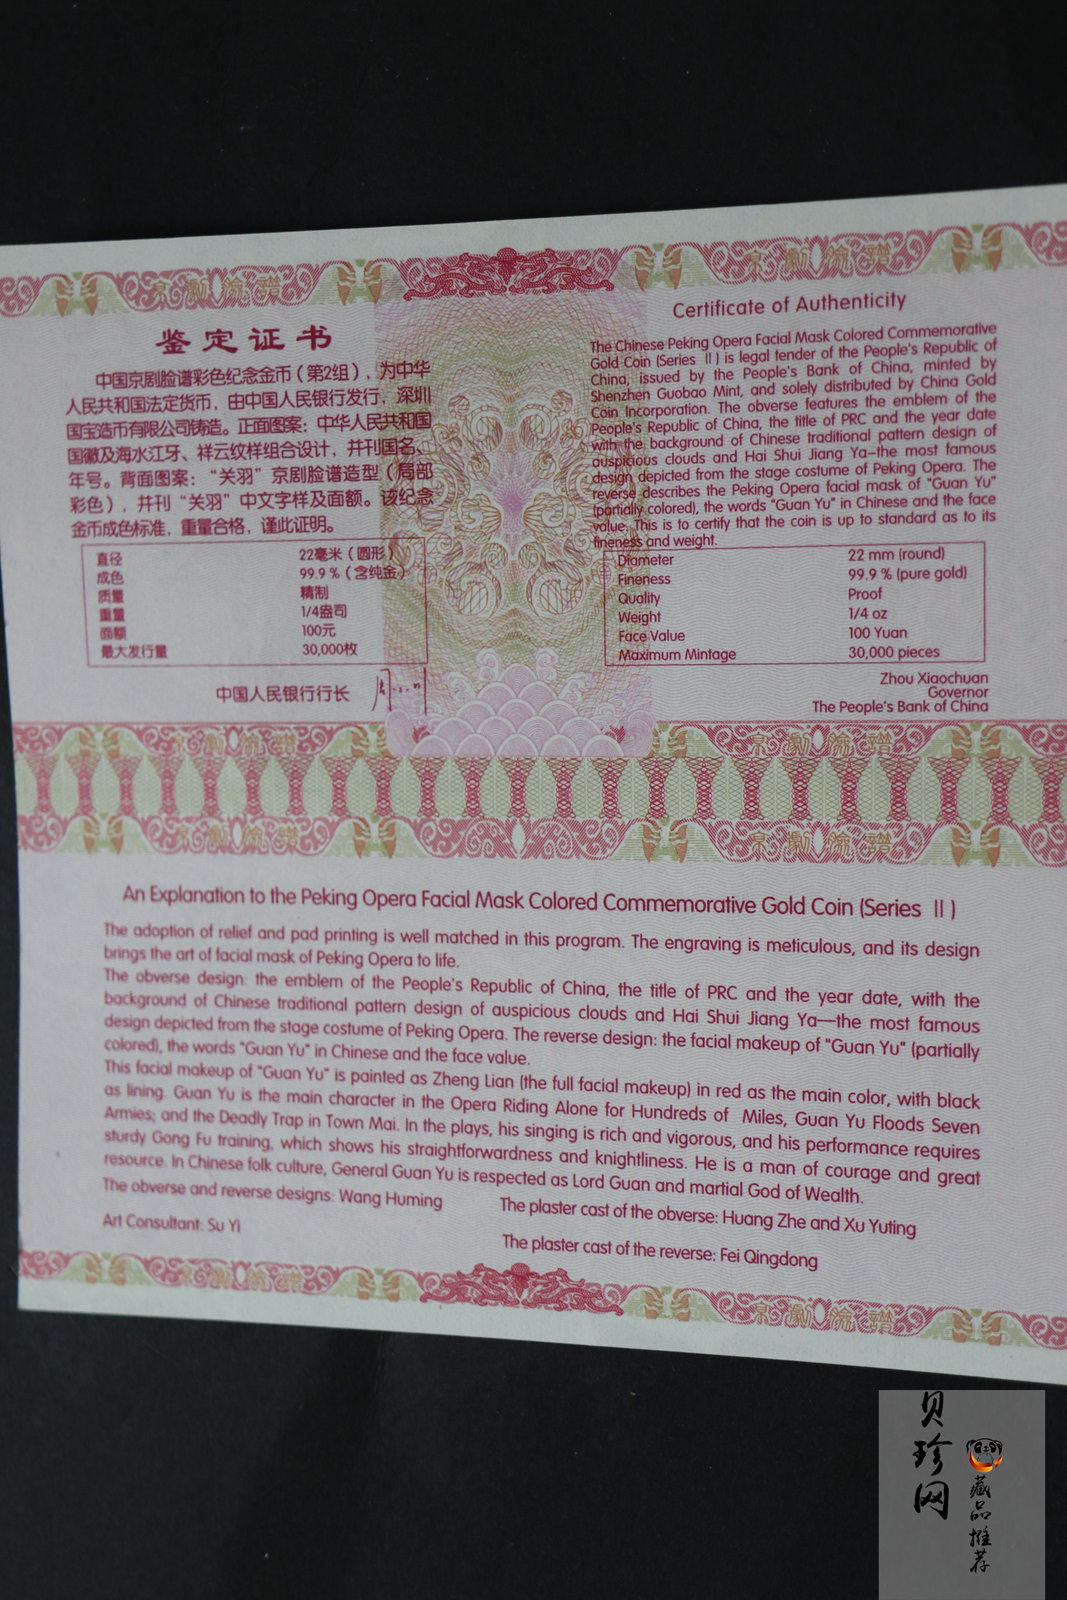 鉴定证书
中国京剧脸谱彩色纪念金币（第2组），为中华
人民共和国法定货币，由中国人民银行发行，深圳
国宝造币有限公司铸造。正面图案：中华人民共和国
国徽及海水江牙、祥云纹样组合设计，并刊国名、
年号。背面图案：“关羽”京剧脸谱造型（局部
彩色），并刊“关羽”中文字样及面额。该纪念
金币成色标准，重量合格，谨此证明。
直径 22毫米（圆形）
成色 99.9 %（含纯金）
质量 精制
重量 1/4盎司
面额 100元
最大发行量 30,000枚
中国人民银行行长
Certificate of Authenticity
The Chinese Peking Opera Facial Mask Colored Commemorative
Gold Coin (Series Ⅱ) is legal tender of the People's Republic of
China, issued by the People's Bank of China, minted by
Shenzhen Guobao Mint, and solely distributed by China Gold
Coin Incorporation. The obverse features the emblem of the
People's Republic of China, the title of PRC and the year date
with the background of Chinese traditional pattern design of
auspicious clouds and Hai Shui Jiang Ya–the most famous
design depicted from the stage costume of Peking Opera. The
reverse describes the Peking Opera facial mask of "Guan Yu"
(partially colored), the words "Guan Yu" in Chinese and the face
value. This is to certify that the coin is up to standard as to its
fineness and weight.
Diameter 22 mm (round)
Fineness 99.9 % (pure gold)
Quality Proof
Weight 1/4 oz
Face Value 100 Yuan
Maximum Mintage 30,000 pieces
Zhou Xiaochuan
Governor
The People's Bank of China
An Explanation to the Peking Opera Facial Mask Colored Commemorative Gold Coin (Series Ⅱ)
The adoption of relief and pad printing is well matched in this program. The engraving is meticulous, and its design
brings the art of facial mask of Peking Opera to life.
The obverse design: the emblem of the People's Republic of China, the title of PRC and the year date, with the
background of Chinese traditional pattern design of auspicious clouds and Hai Shui Jiang Ya—the most famous
design depicted from the stage costume of Peking Opera. The reverse design: the facial makeup of "Guan Yu" (partially
colored), the words "Guan Yu" in Chinese and the face value.
This facial makeup of "Guan Yu" is painted as Zheng Lian (the full facial makeup) in red as the main color, with black
as lining. Guan Yu is the main character in the Opera Riding Alone for Hundreds of Miles, Guan Yu Floods Seven
Armies; and the Deadly Trap in Town Mai. In the plays, his singing is rich and vigorous, and his performance requires
sturdy Gong Fu training, which shows his straightforwardness and knightliness. He is a man of courage and great
resource. In Chinese folk culture, General Guan Yu is respected as Lord Guan and martial God of Wealth.
The obverse and reverse designs: Wang Huming
The plaster cast of the obverse: Huang Zhe and Xu Yuting
Art Consultant: Su Yi
The plaster cast of the reverse: Fei Qingdong
贝珍网
藏品推荐